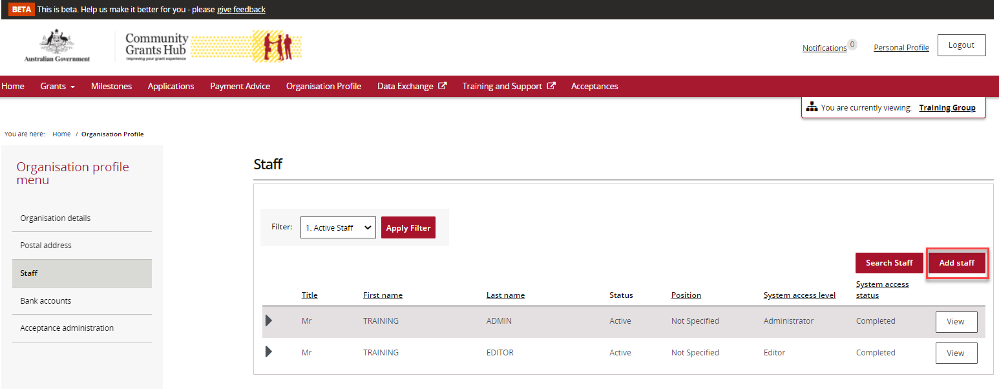 BETA This is beta. Help us make it better for you - please give feedback
Australian Government
Community
Grants Hub
Improving your grant experience
Notifications 0 Personal Profile Logout
Home Grants Milestones Applications Payment Advice Organisation Profile Data Exchange Training and Support Acceptances
You are currently viewing: Training Group
You are here: Home / Organisation Profile
Organisation profile
menu
Organisation details
Postal address
Staff
Bank accounts
Acceptance administration
Staff
Filter: 1. Active Staff Apply Filter
Search Staff Add staff
Title First name Last name Status Position System access level System access
status
Mr TRAINING ADMIN Active Not Specified Administrator Completed View
Mr TRAINING EDITOR Active Not Specified Editor Completed View